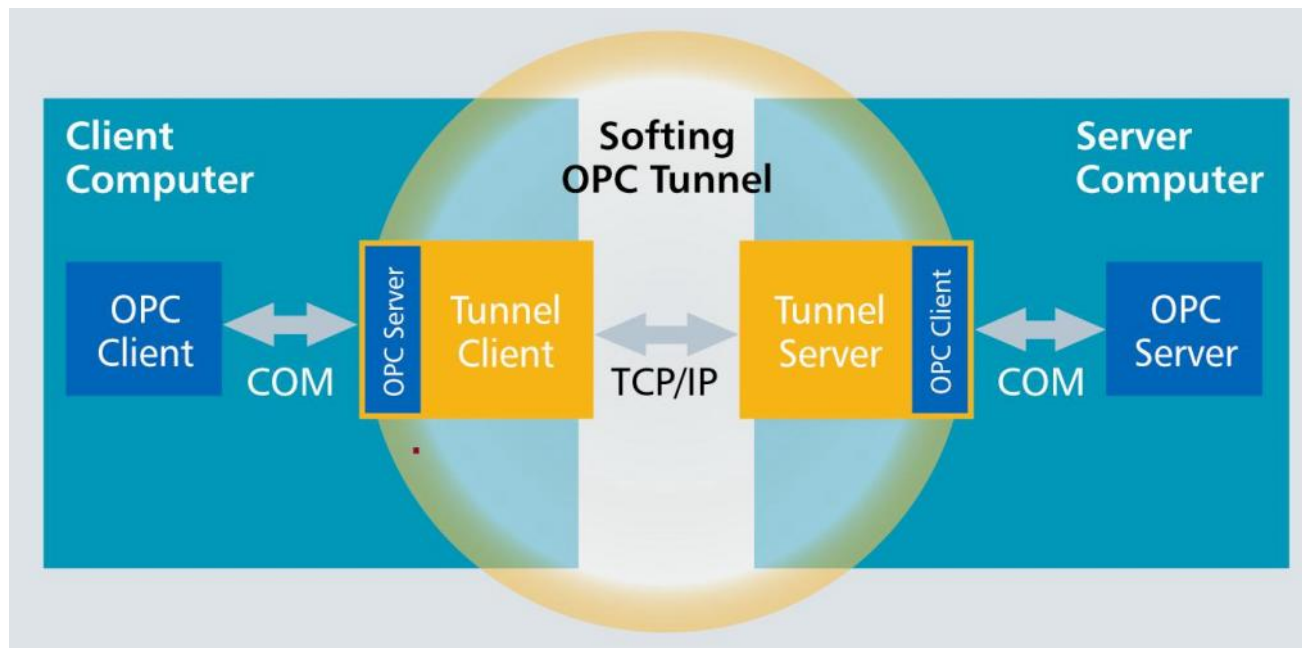 Client
Computer
Softing
OPC Tunnel
Server
Computer
OPC
Client
COM
OPC Server
Tunnel
Client
TCP/IP
Tunnel
Server
OPC Client
COM
OPC
Server